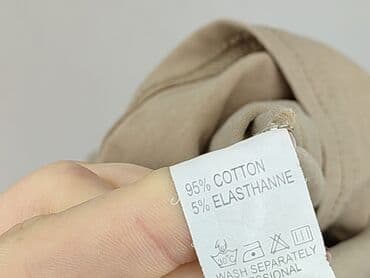 95% COTTON
5% ELASTHANNE
WASH SEPARATELY